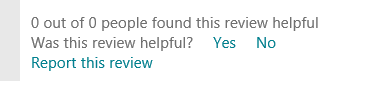 0 out of 0 people found this review helpful
Was this review helpful? Yes No
Report this review